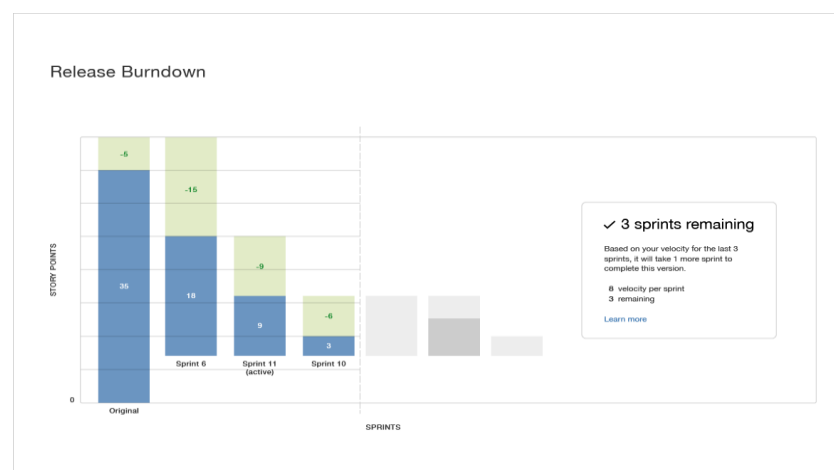 Release Burndown
-5
-15
-9
-6
35
18
9
3
STORY POINTS
0
Original
Sprint 6
Sprint 11
(active)
Sprint 10
SPRINTS
3 sprints remaining
Based on your velocity for the last 3
sprints, it will take 1 more sprint to
complete this version.
8 velocity per sprint
3 remaining
Learn more